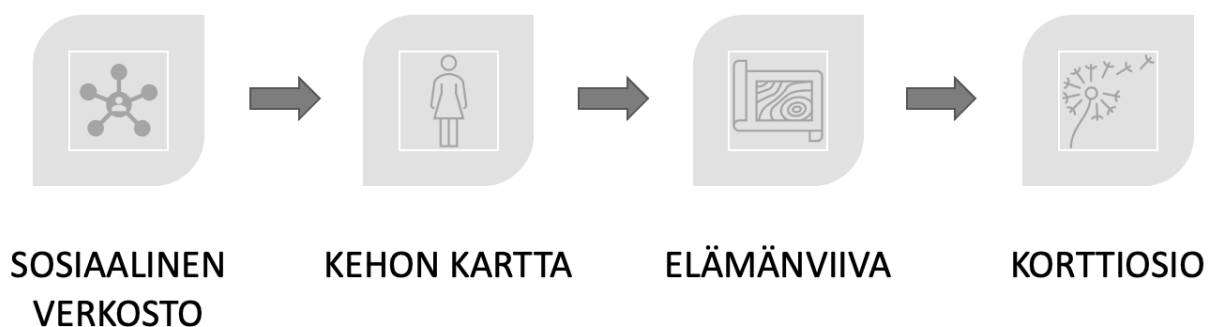 SOSIAALINEN
VERKOSTO
KEHON KARTTA
ELÄMÄNVIIVA
KORTTIOSIO